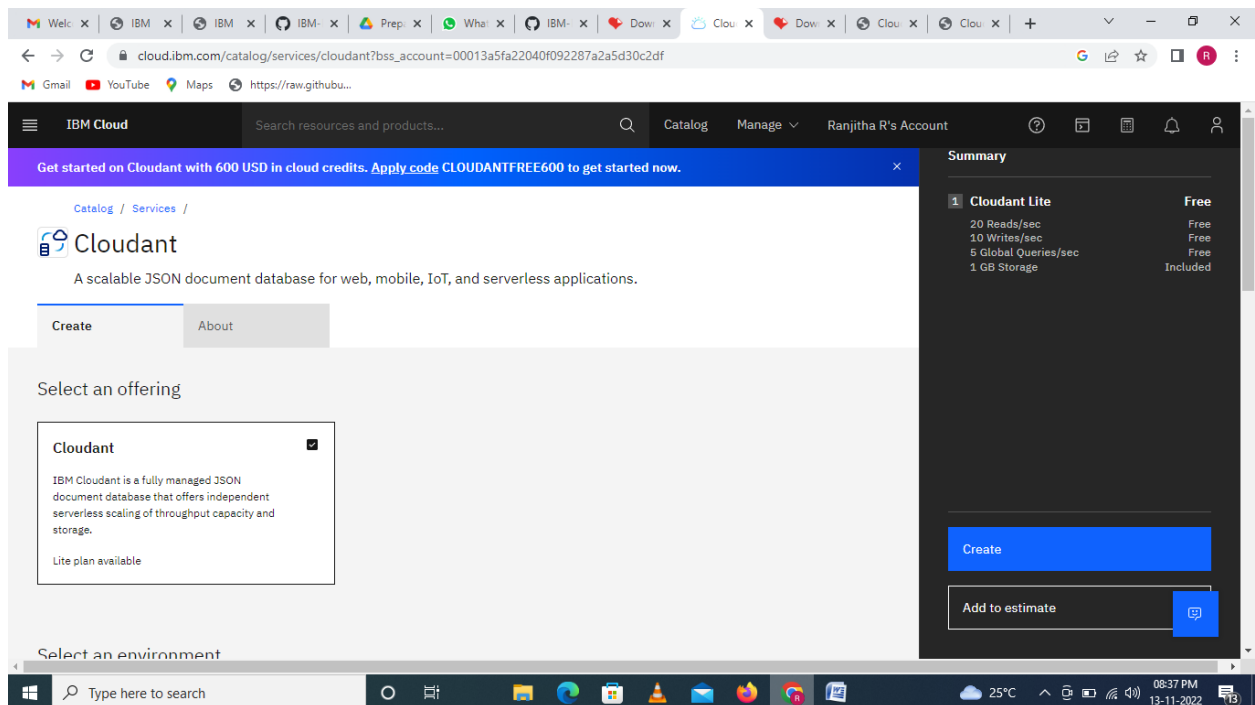 Welc
IBM
IBM
IBM-
Prep
What
IBM-
Dow
Clou
Dow
Clou
Clou
cloud.ibm.com/catalog/services/cloudant?bss_account=00013a5fa22040f092287a2a5d30c2df
G
R
Gmail YouTube Maps https://raw.githubu...
IBM Cloud Search resources and products... Catalog Manage Ranjitha R's Account
Get started on Cloudant with 600 USD in cloud credits. Apply code CLOUDANTFREE600 to get started now.
Catalog / Services /
Cloudant
A scalable JSON document database for web, mobile, IoT, and serverless applications.
Create About
Select an offering
Cloudant
IBM Cloudant is a fully managed JSON
document database that offers independent
serverless scaling of throughput capacity and
storage.
Lite plan available
Select an environment
Summary
1 Cloudant Lite Free
20 Reads/sec Free
10 Writes/sec Free
5 Global Queries/sec Free
1 GB Storage Included
Create
Add to estimate
Type here to search
25°C
08:37 PM
13-11-2022
13